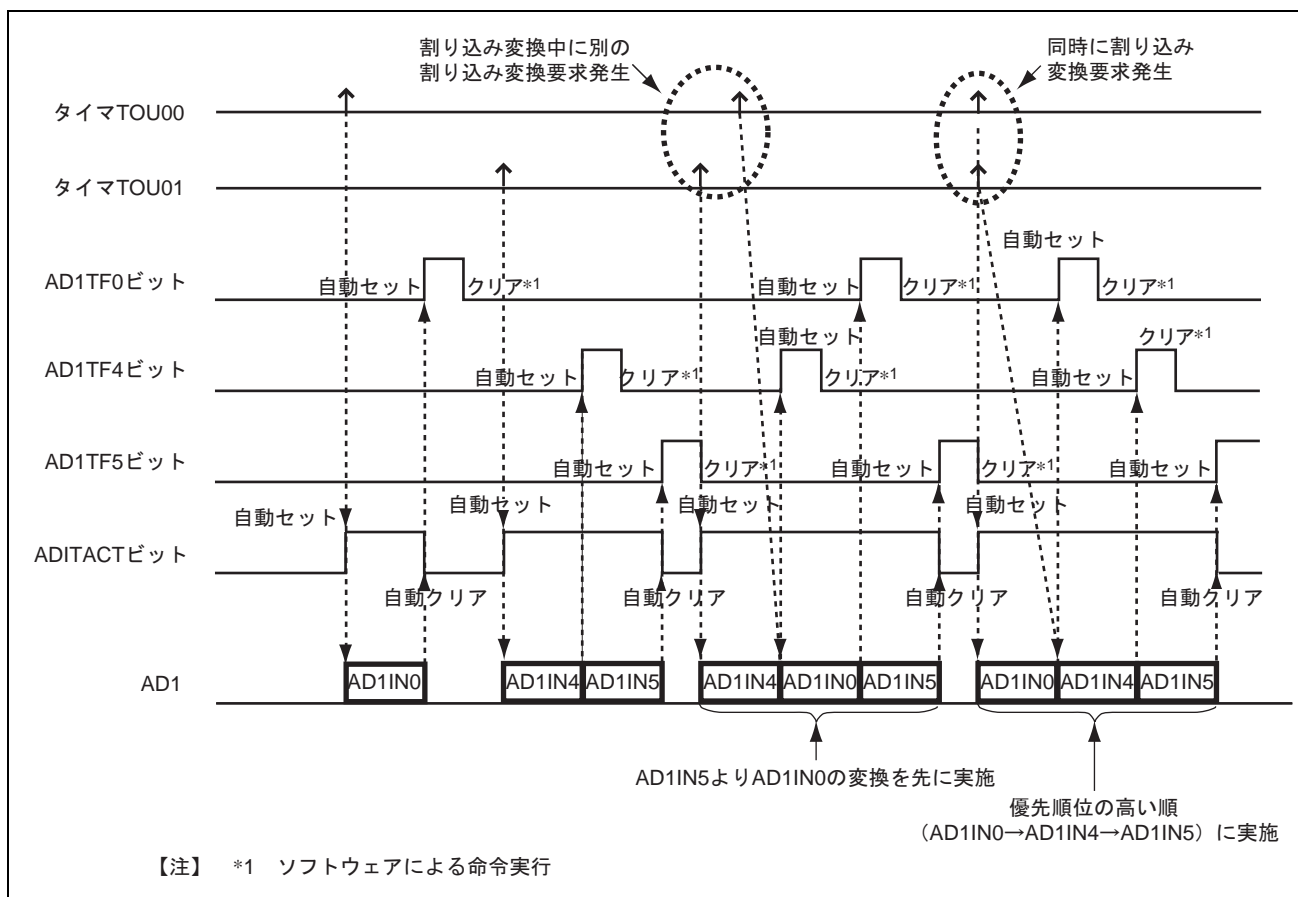 割り込み変換中に別の
割り込み変換要求発生
同時に割り込み
変換要求発生
タイマTOU00
タイマTOU01
自動セット
AD1TF0ビット
自動セット
クリア*1
自動セット
クリア*1
クリア*1
自動セット
クリア*1
AD1TF4ビット
自動セット
クリア*1
クリア*1
自動セット
AD1TF5ビット
自動セット
クリア*1
自動セット
クリア*1
自動セット
自動セット
自動セット
自動セット
自動セット
ADITACTビット
自動クリア
自動クリア
自動クリア
自動クリア
AD1
AD1IN0
AD1IN4
AD1IN5
AD1IN4
AD1IN0
AD1IN5
AD1IN0
AD1IN4
AD1IN5
AD1IN5よりAD1IN0の変換を先に実施
優先順位の高い順
（AD1IN0→AD1IN4→AD1IN5）に実施
【注】 *1 ソフトウェアによる命令実行